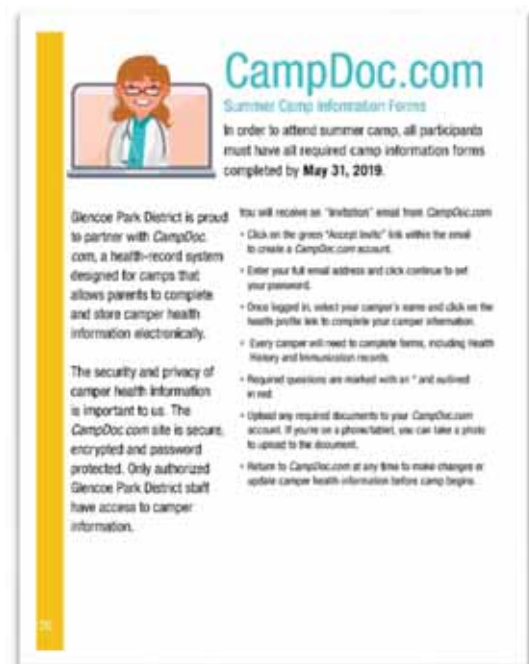 CampDoc.com
Summer Camp Information Forms
In order to attend summer camp, all participants
must have all required camp information forms
completed by May 31, 2019.
Glencoe Park District is proud
to partner with CampDoc.
com, a health-record system
designed for camps that
allows parents to complete
and store camper health
information electronically.
The security and privacy of
camper health information
is important to us. The
CampDoc.com site is secure,
encrypted and password
protected. Only authorized
Glencoe Park District staff
have access to camper
information.
You will receive an "Invitation" email from CampDoc.com
• Click on the green "Accept Invite" link within the email
to create a CampDoc.com account.
• Enter your full email address and click continue to set
your password.
• Once logged in, select your camper's name and click on the
health profile link to complete your camper information.
• Every camper will need to complete forms, including Health
History and Immunization records.
• Required questions are marked with an * and outlined
in red.
• Upload any required documents to your CampDoc.com
account. If you're on a phone/tablet, you can take a photo
to upload to the document.
• Return to CampDoc.com at any time to make changes or
update camper health information before camp begins.